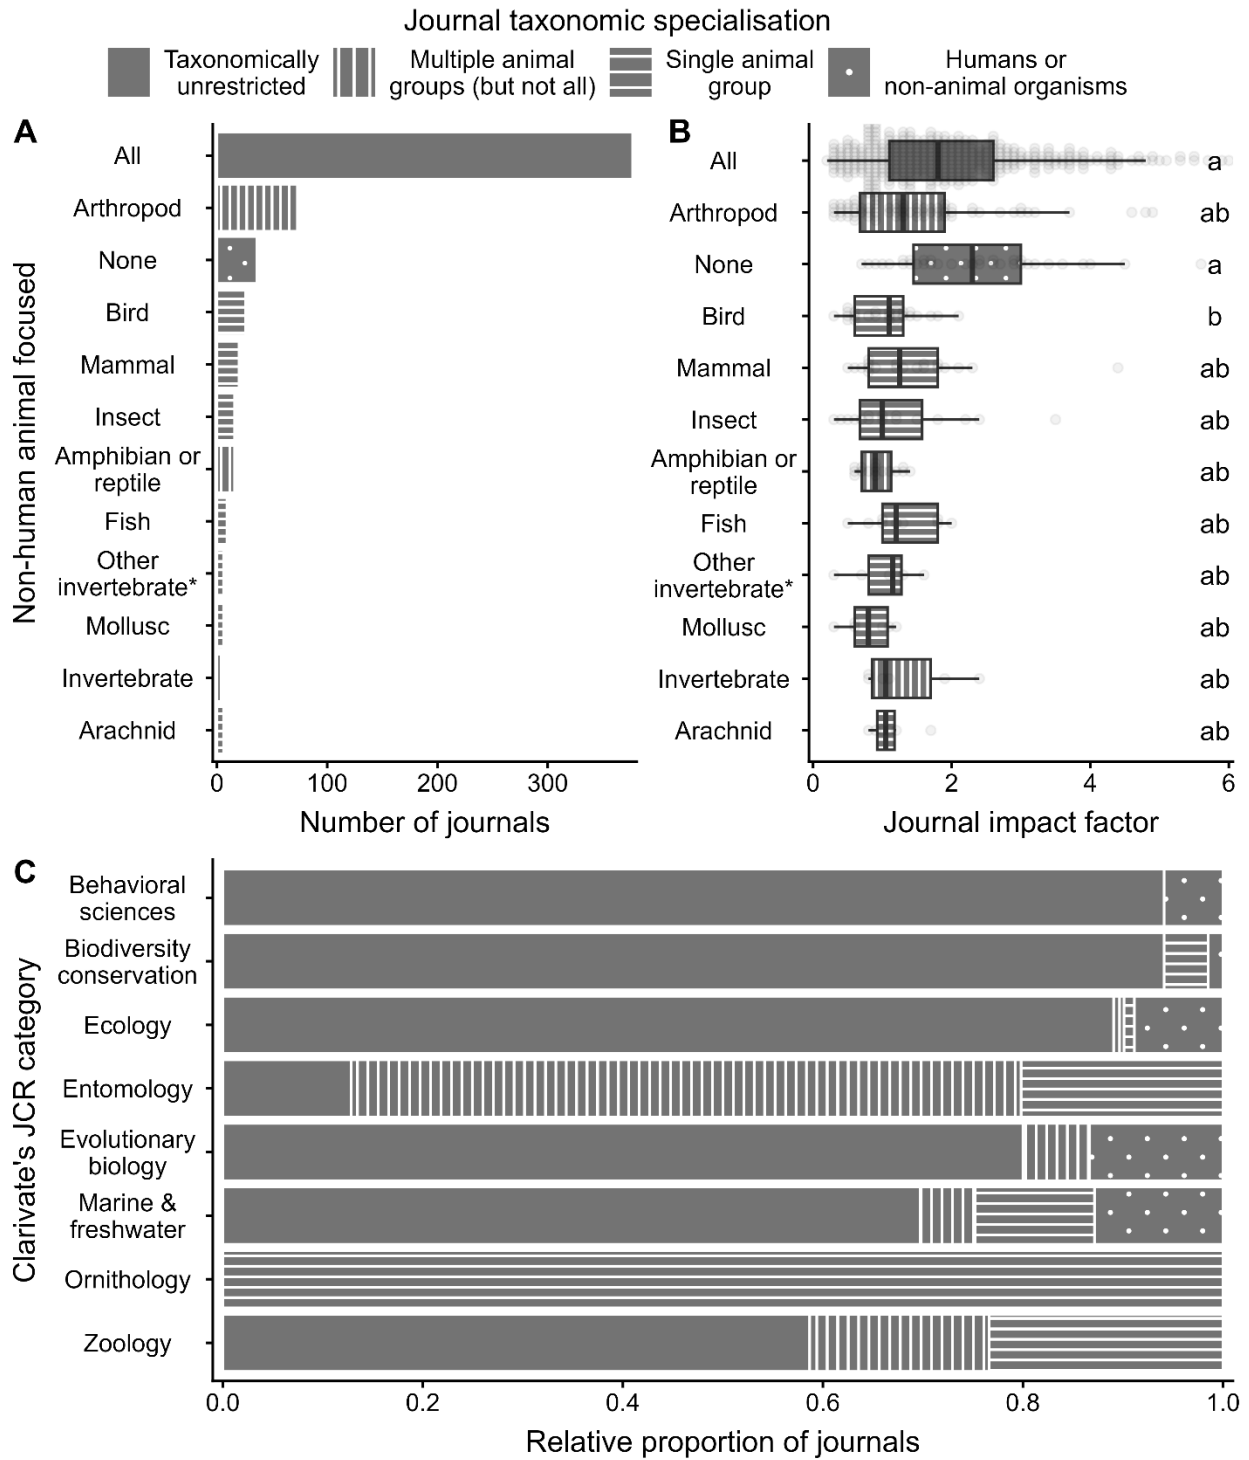 Journal taxonomic specialisation
Taxonomically
unrestricted
Multiple animal
groups (but not all)
Single animal
group
Humans or
non-animal organisms
A
Non-human animal focused
All
Arthropod
None
Bird
Mammal
Insect
Amphibian or
reptile
Fish
Other
invertebrate*
Mollusc
Invertebrate
Arachnid
0 100 200 300
Number of journals
B
All a
Arthropod ab
None a
Bird b
Mammal ab
Insect ab
Amphibian or
reptile ab
Fish ab
Other
invertebrate* ab
Mollusc ab
Invertebrate ab
Arachnid ab
0 2 4 6
Journal impact factor
C
Clarivate's JCR category
Behavioral
sciences
Biodiversity
conservation
Ecology
Entomology
Evolutionary
biology
Marine &
freshwater
Ornithology
Zoology
0.0 0.2 0.4 0.6 0.8 1.0
Relative proportion of journals